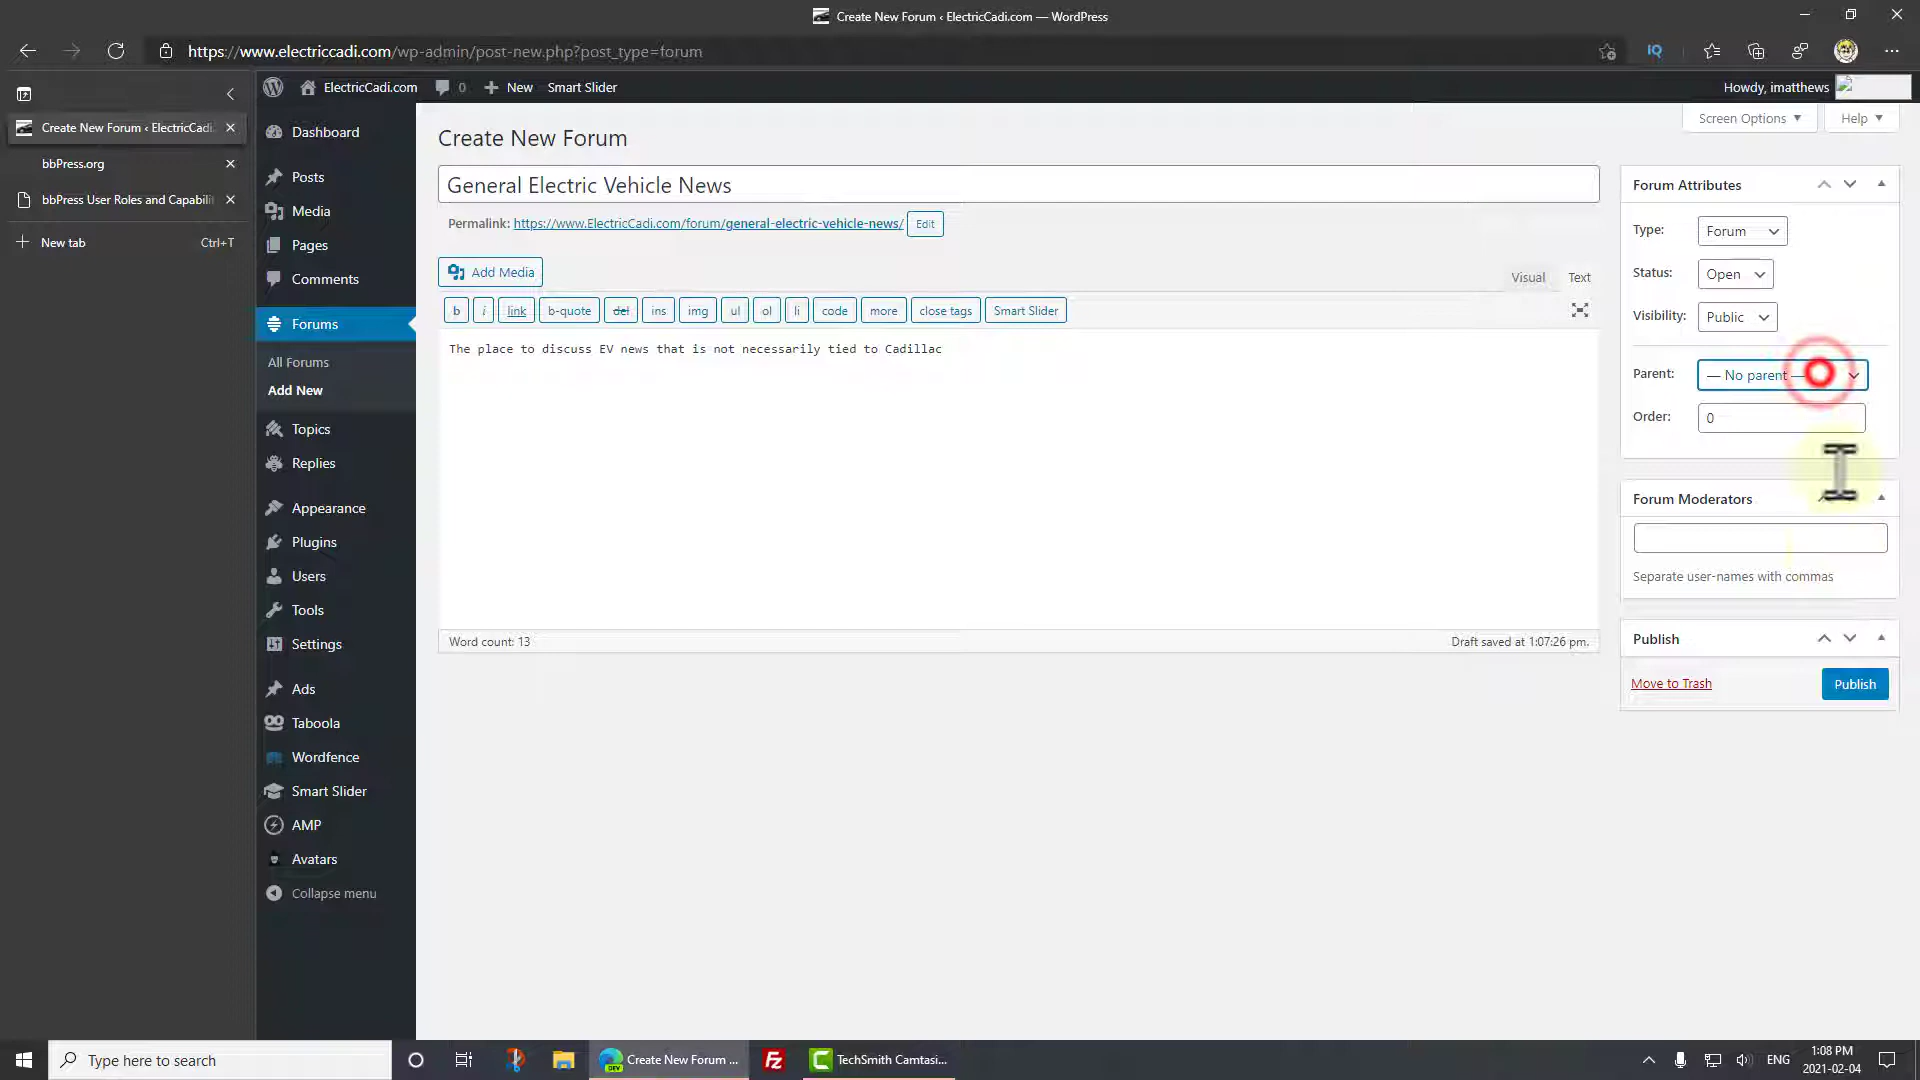 Create New Forum ‹ ElectricCadi.com — WordPress
https://www.electriccadi.com/wp-admin/post-new.php?post_type=forum
IQ
Create New Forum ‹ ElectricCadi.
bbPress.org
bbPress User Roles and Capabili
New tab
Ctrl+T
ElectricCadi.com
0
New
Smart Slider
Howdy, imatthews
Dashboard
Posts
Media
Pages
Comments
Forums
All Forums
Add New
Topics
Replies
Appearance
Plugins
Users
Tools
Settings
Ads
Taboola
Wordfence
Smart Slider
AMP
Avatars
Collapse menu
Screen Options
Help
Create New Forum
General Electric Vehicle News
Permalink: https://www.ElectricCadi.com/forum/general-electric-vehicle-news/ Edit
Add Media
Visual
Text
b i link b-quote del ins img ul ol li code more close tags Smart Slider
The place to discuss EV news that is not necessarily tied to Cadillac
Word count: 13
Draft saved at 1:07:26 pm.
Forum Attributes
Type: Forum
Status: Open
Visibility: Public
Parent: — No parent —
Order: 0
Forum Moderators
Separate user-names with commas
Publish
Move to Trash
Publish
Type here to search
DEV
Create New Forum ...
Fz
TechSmith Camtasi...
ENG
1:08 PM
2021-02-04